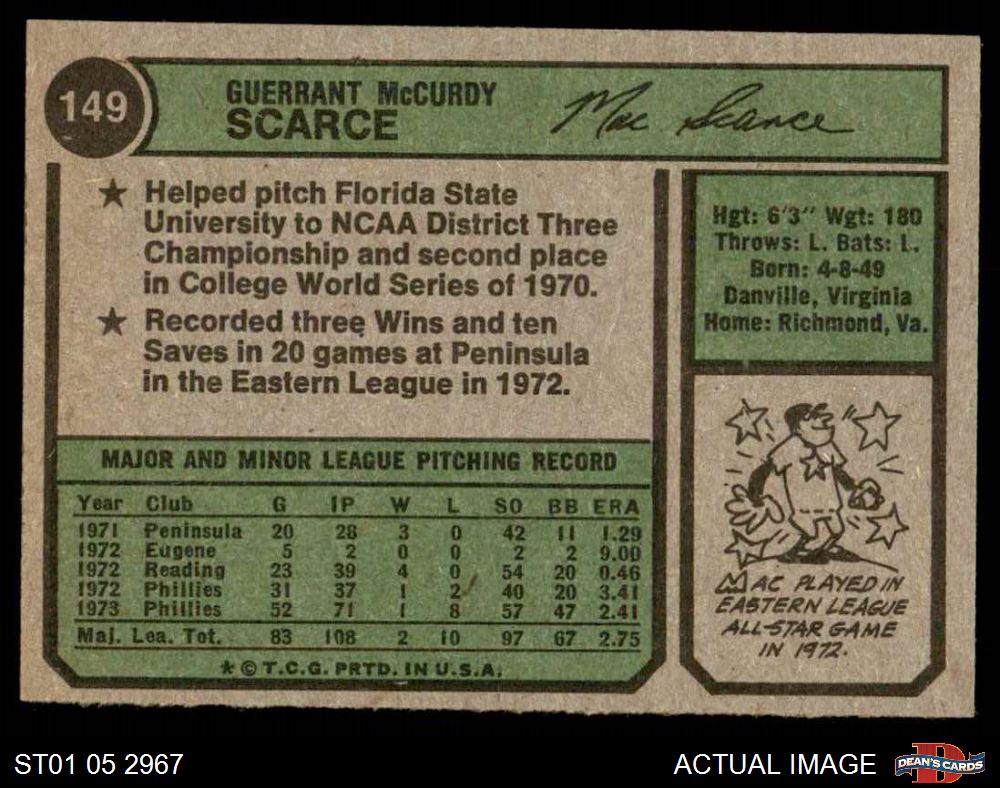 149
GUERRANT McCURDY
SCARCE
Mac Scarce
★ Helped pitch Florida State
University to NCAA District Three
Championship and second place
in College World Series of 1970.
★ Recorded three Wins and ten
Saves in 20 games at Peninsula
in the Eastern League in 1972.
Hgt: 6'3" Wgt: 180
Throws: L. Bats: L.
Born: 4-8-49
Danville, Virginia
Home: Richmond, Va.
MAJOR AND MINOR LEAGUE PITCHING RECORD
Year Club G IP W L SO BB ERA
1971 Peninsula 20 28 3 0 42 11 1.29
1972 Eugene 5 2 0 0 2 2 9.00
1972 Reading 23 39 4 0 54 20 0.46
1972 Phillies 31 37 1 2 40 20 3.41
1973 Phillies 52 71 1 8 57 47 2.41
Maj. Lea. Tot. 83 108 2 10 97 67 2.75
★ © T.C.G. PRTD. IN U.S.A.
MAC PLAYED IN
EASTERN LEAGUE
ALL-STAR GAME
IN 1972.
ST01 05 2967
ACTUAL IMAGE
D
DEAN'S CARDS